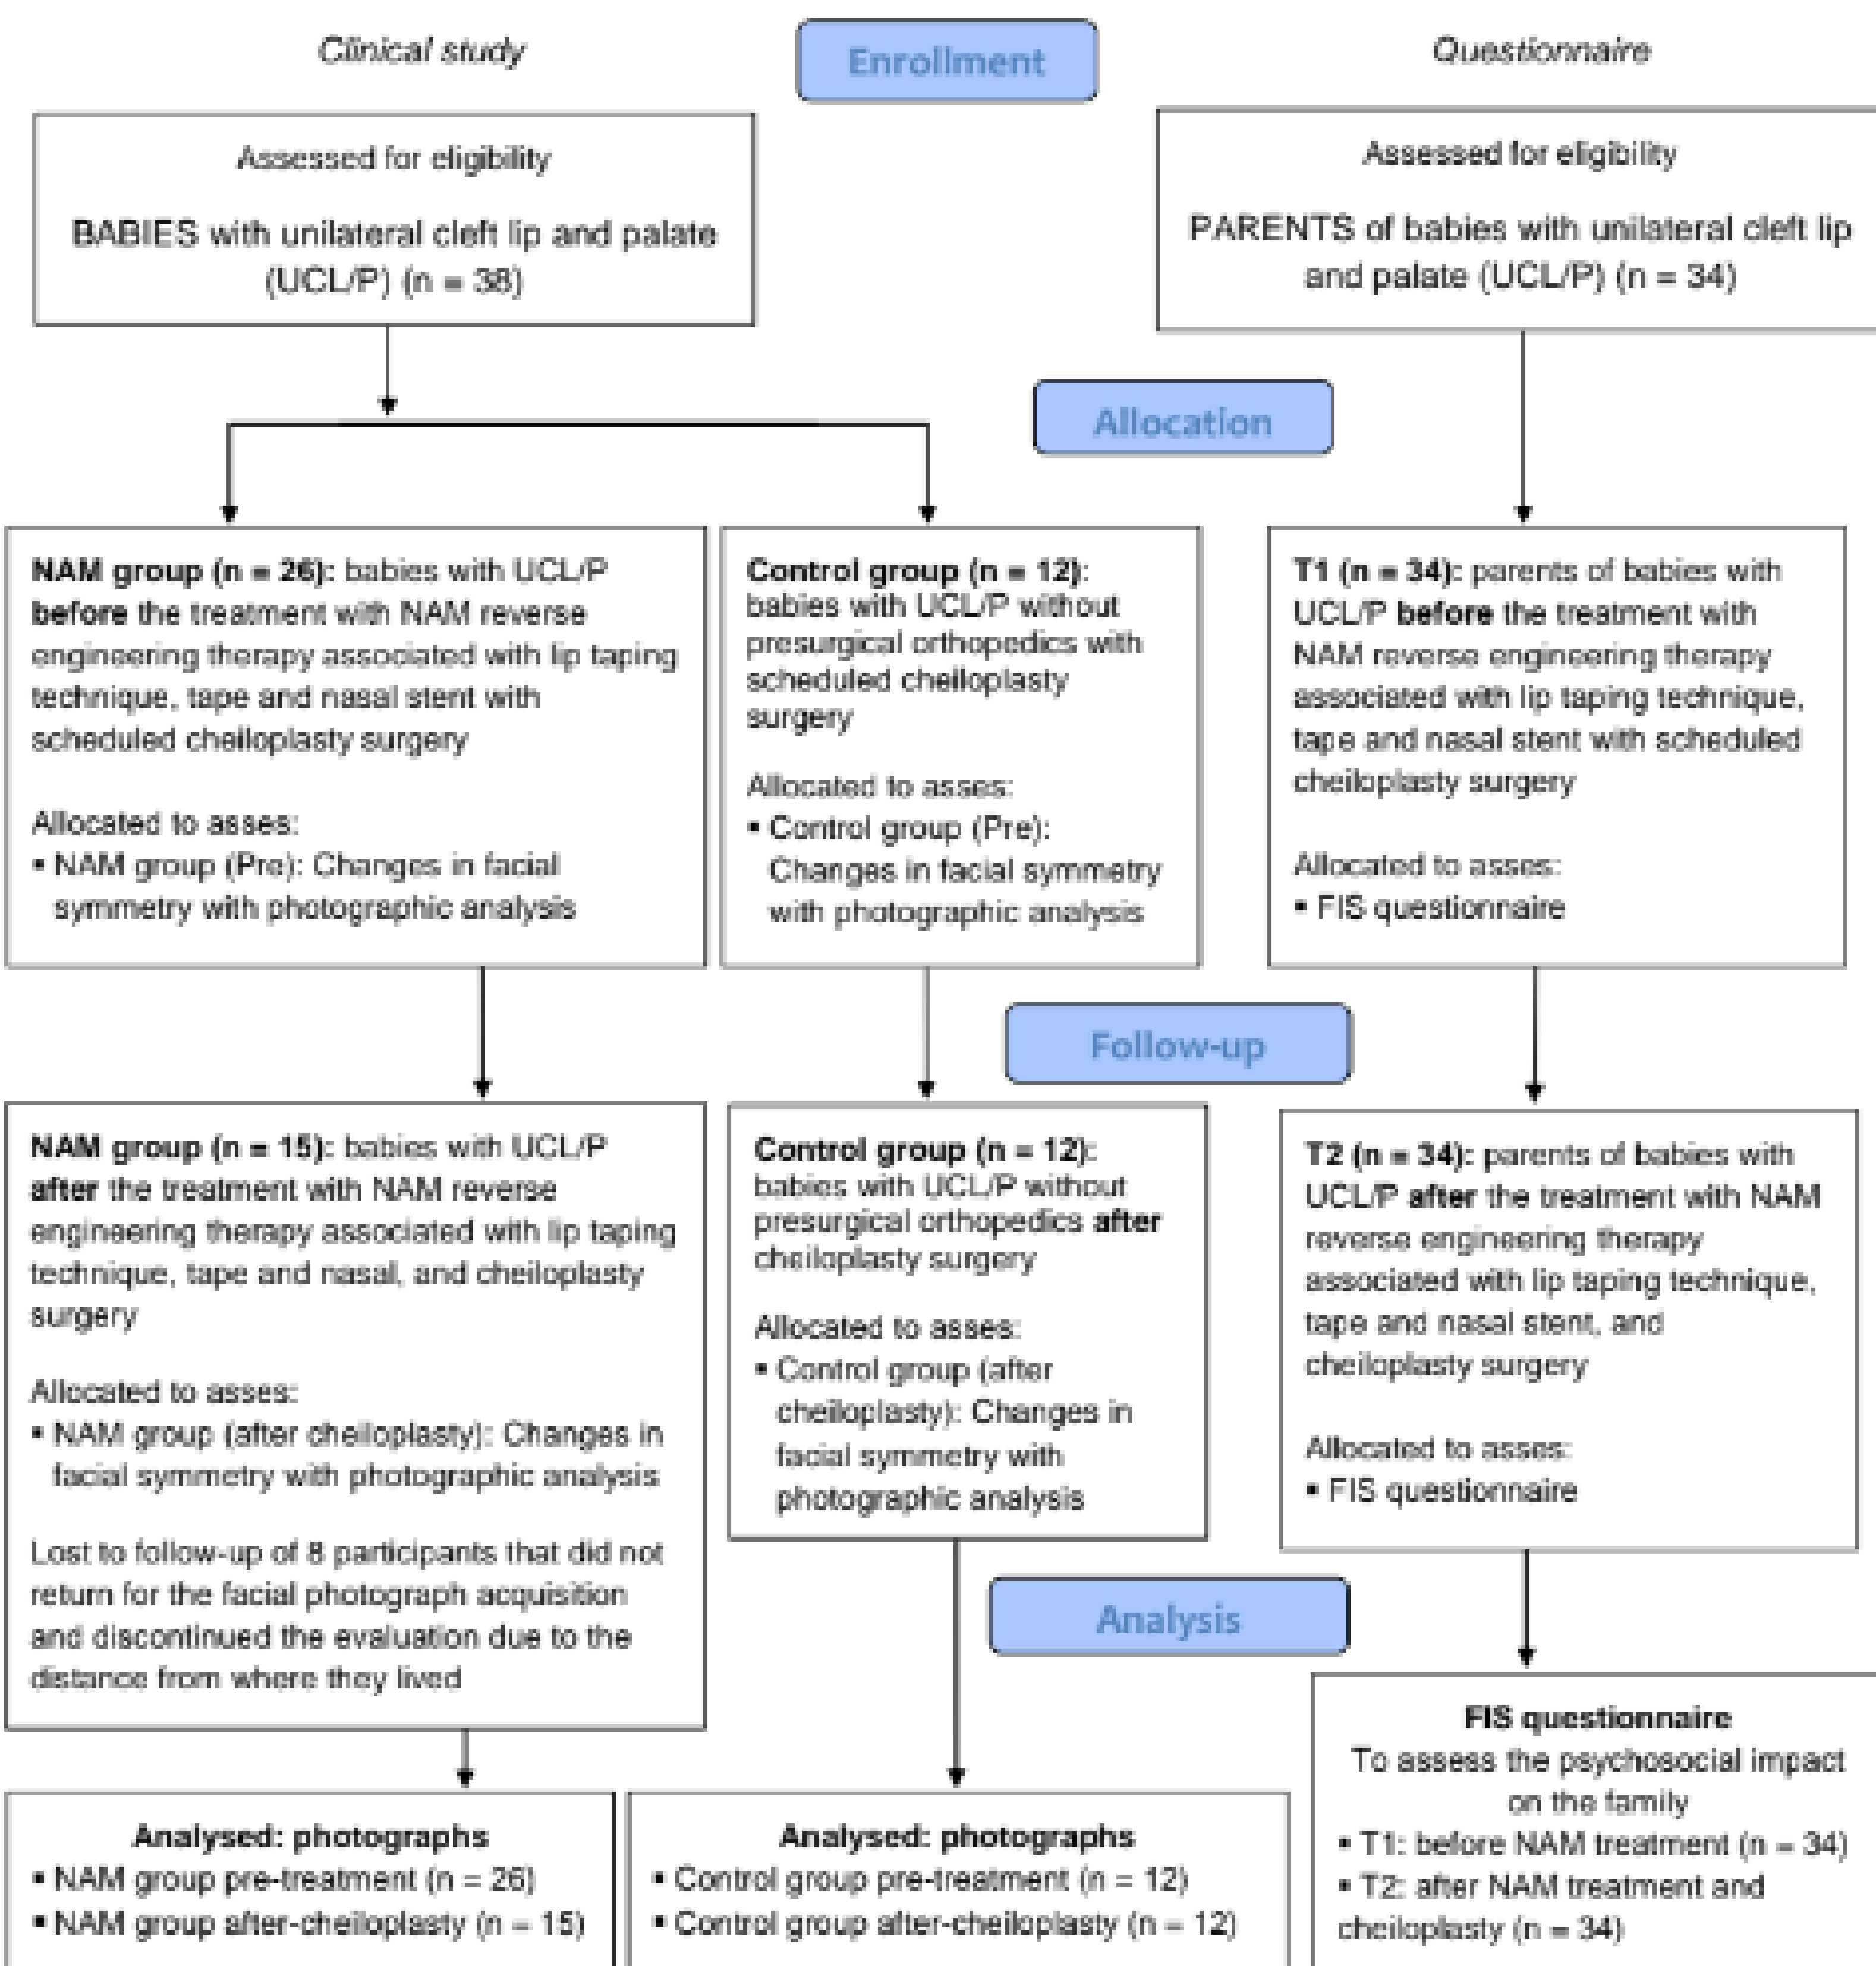 Clinical study
Enrollment
Questionnaire
Assessed for eligibility
BABIES with unilateral cleft lip and palate
(UCL/P) (n = 38)
Assessed for eligibility
PARENTS of babies with unilateral cleft lip
and palate (UCL/P) (n = 34)
Allocation
NAM group (n = 26): babies with UCL/P
before the treatment with NAM reverse
engineering therapy associated with lip taping
technique, tape and nasal stent with
scheduled cheiloplasty surgery
Allocated to asses:
▪ NAM group (Pre): Changes in facial
symmetry with photographic analysis
Control group (n = 12):
babies with UCL/P without
presurgical orthopedics with
scheduled cheiloplasty
surgery
Allocated to asses:
▪ Control group (Pre):
Changes in facial symmetry
with photographic analysis
T1 (n = 34): parents of babies with
UCL/P before the treatment with
NAM reverse engineering therapy
associated with lip taping technique,
tape and nasal stent with scheduled
cheiloplasty surgery
Allocated to asses:
▪ FIS questionnaire
Follow-up
NAM group (n = 15): babies with UCL/P
after the treatment with NAM reverse
engineering therapy associated with lip taping
technique, tape and nasal, and cheiloplasty
surgery
Allocated to asses:
▪ NAM group (after cheiloplasty): Changes in
facial symmetry with photographic analysis
Lost to follow-up of 8 participants that did not
return for the facial photograph acquisition
and discontinued the evaluation due to the
distance from where they lived
Control group (n = 12):
babies with UCL/P without
presurgical orthopedics after
cheiloplasty surgery
Allocated to asses:
▪ Control group (after
cheiloplasty): Changes in
facial symmetry with
photographic analysis
T2 (n = 34): parents of babies with
UCL/P after the treatment with NAM
reverse engineering therapy
associated with lip taping technique,
tape and nasal stent, and
cheiloplasty surgery
Allocated to asses:
▪ FIS questionnaire
Analysis
Analysed: photographs
▪ NAM group pre-treatment (n = 26)
▪ NAM group after-cheiloplasty (n = 15)
Analysed: photographs
▪ Control group pre-treatment (n = 12)
▪ Control group after-cheiloplasty (n = 12)
FIS questionnaire
To assess the psychosocial impact
on the family
▪ T1: before NAM treatment (n = 34)
▪ T2: after NAM treatment and
cheiloplasty (n = 34)